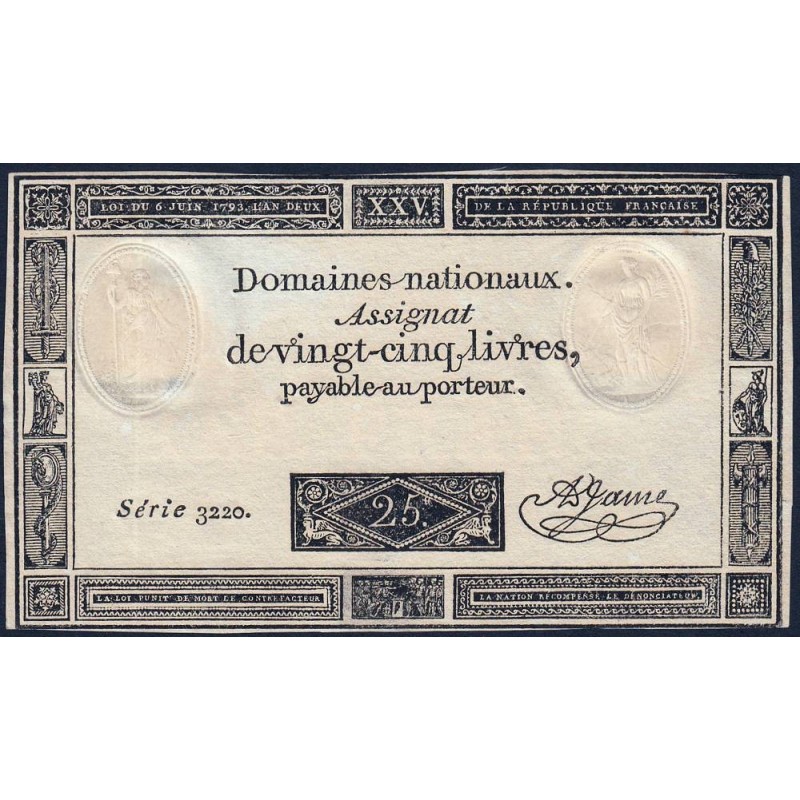 LOI DU 6 JUIN 1793. L'AN DEUX
XXV.
DE LA RÉPUBLIQUE FRANÇAISE
Domaines nationaux.
Assignat
de vingt-cinq livres,
payable au porteur.
Série 3220.
25.
A Jame
LA LOI PUNIT DE MORT LE CONTREFACTEUR
LA NATION RÉCOMPENSE LE DÉNONCIATEUR